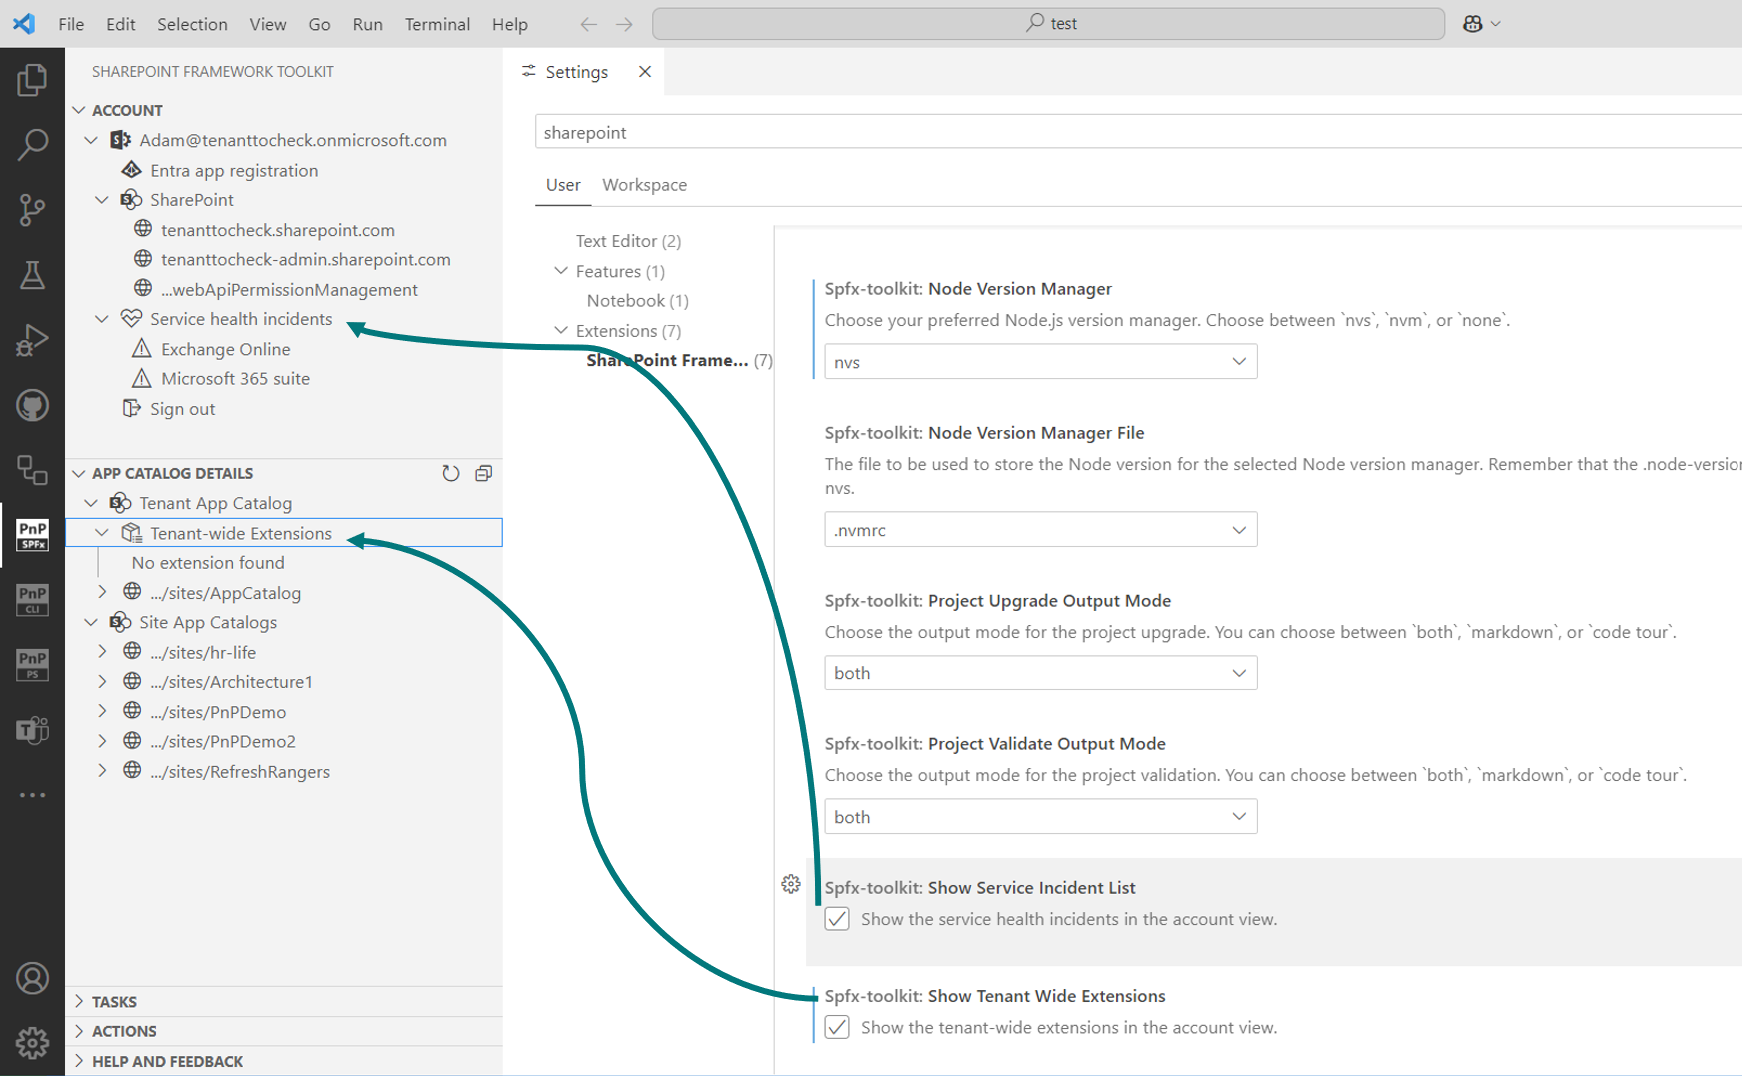 File Edit Selection View Go Run Terminal Help
test
SHAREPOINT FRAMEWORK TOOLKIT
ACCOUNT
Adam@tenanttocheck.onmicrosoft.com
Entra app registration
SharePoint
tenanttocheck.sharepoint.com
tenanttocheck-admin.sharepoint.com
...webApiPermissionManagement
Service health incidents
Exchange Online
Microsoft 365 suite
Sign out
APP CATALOG DETAILS
Tenant App Catalog
Tenant-wide Extensions
No extension found
.../sites/AppCatalog
Site App Catalogs
.../sites/hr-life
.../sites/Architecture1
.../sites/PnPDemo
.../sites/PnPDemo2
.../sites/RefreshRangers
TASKS
ACTIONS
HELP AND FEEDBACK
PnP
SPFx
PnP
CLI
PnP
PS
Settings
sharepoint
User Workspace
Text Editor (2)
Features (1)
Notebook (1)
Extensions (7)
SharePoint Frame... (7)
Spfx-toolkit: Node Version Manager
Choose your preferred Node.js version manager. Choose between `nvs`, `nvm`, or `none`.
nvs
Spfx-toolkit: Node Version Manager File
The file to be used to store the Node version for the selected Node version manager. Remember that the .node-version
nvs.
.nvmrc
Spfx-toolkit: Project Upgrade Output Mode
Choose the output mode for the project upgrade. You can choose between `both`, `markdown`, or `code tour`.
both
Spfx-toolkit: Project Validate Output Mode
Choose the output mode for the project validation. You can choose between `both`, `markdown`, or `code tour`.
both
Spfx-toolkit: Show Service Incident List
Show the service health incidents in the account view.
Spfx-toolkit: Show Tenant Wide Extensions
Show the tenant-wide extensions in the account view.